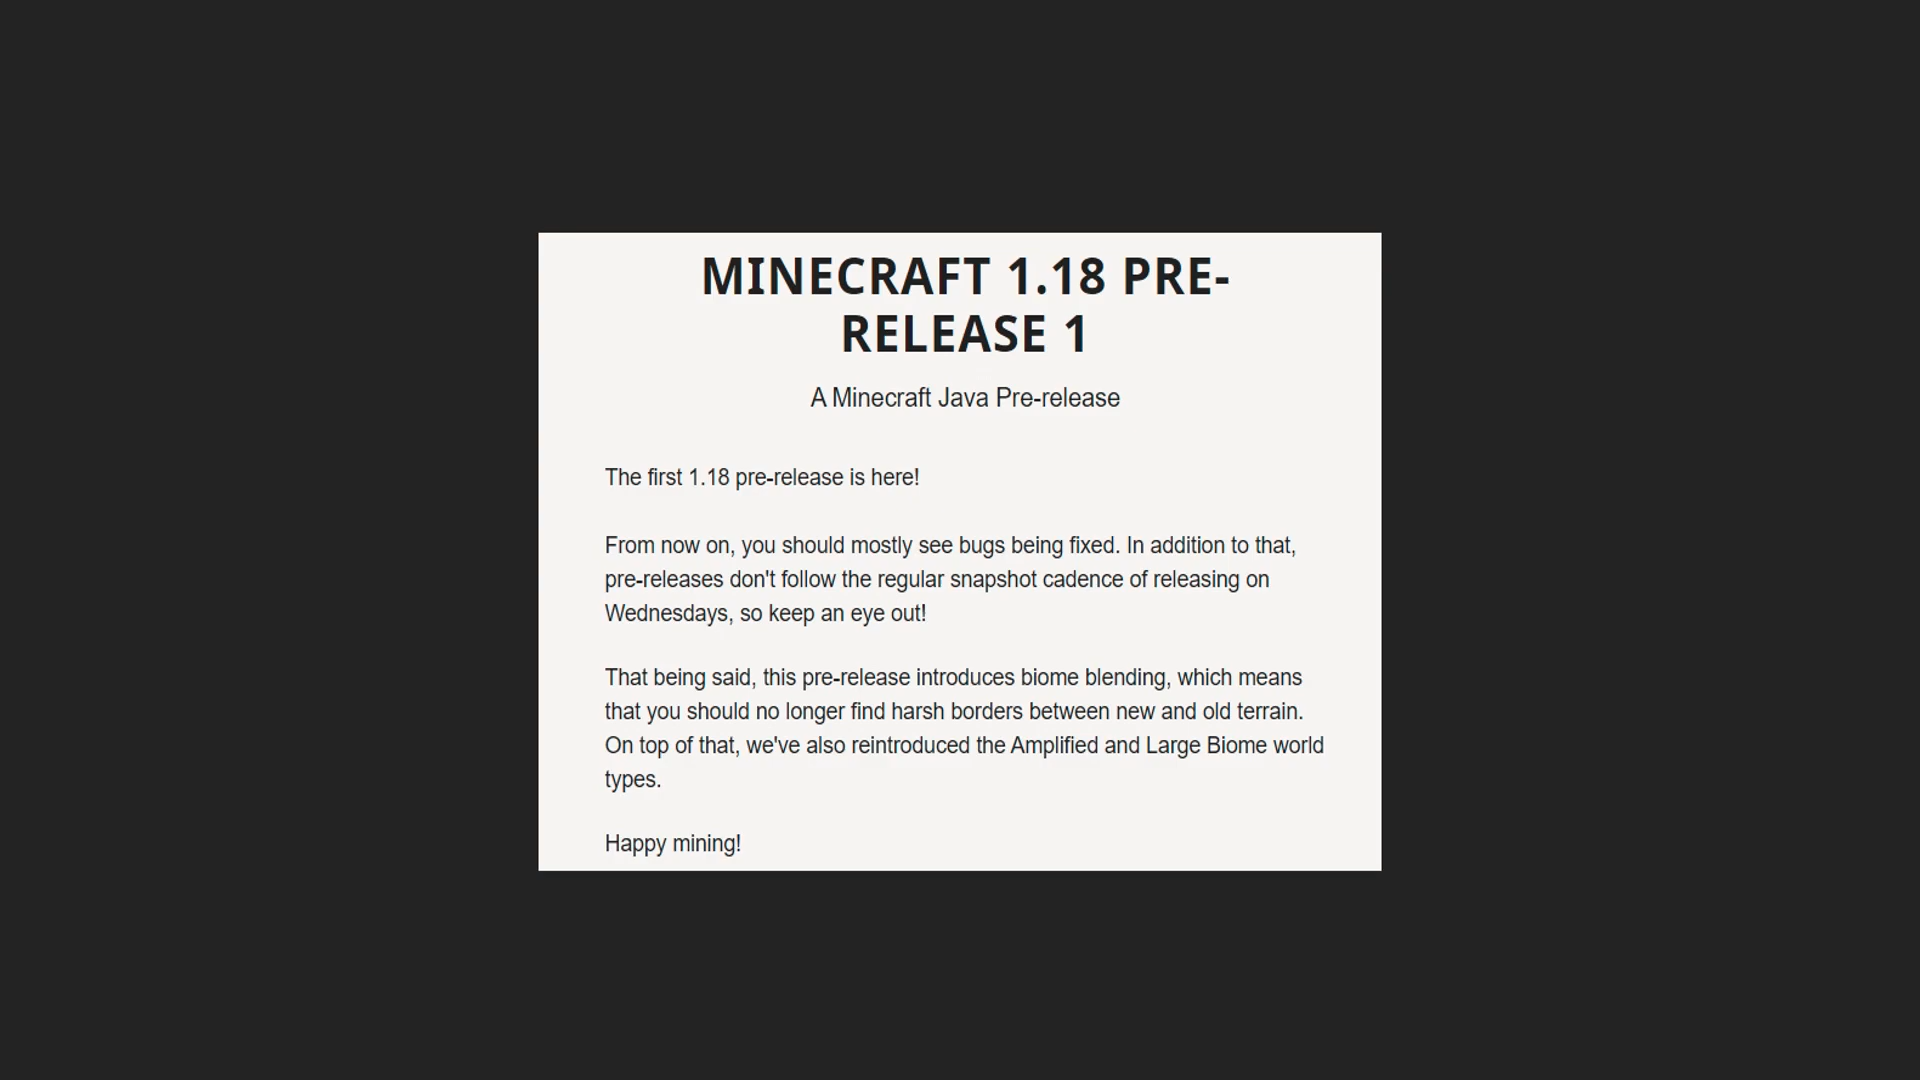 MINECRAFT 1.18 PRE-
RELEASE 1
A Minecraft Java Pre-release
The first 1.18 pre-release is here!
From now on, you should mostly see bugs being fixed. In addition to that,
pre-releases don't follow the regular snapshot cadence of releasing on
Wednesdays, so keep an eye out!
That being said, this pre-release introduces biome blending, which means
that you should no longer find harsh borders between new and old terrain.
On top of that, we've also reintroduced the Amplified and Large Biome world
types.
Happy mining!